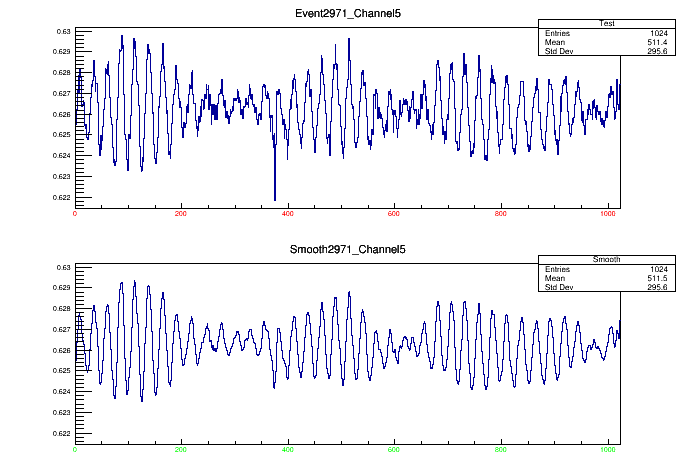 Event2971_Channel5
Test
Entries 1024
Mean 511.4
Std Dev 295.6
0.63
0.629
0.628
0.627
0.626
0.625
0.624
0.623
0.622
0 200 400 600 800 1000
Smooth2971_Channel5
Smooth
Entries 1024
Mean 511.5
Std Dev 295.6
0.63
0.629
0.628
0.627
0.626
0.625
0.624
0.623
0.622
0 200 400 600 800 1000